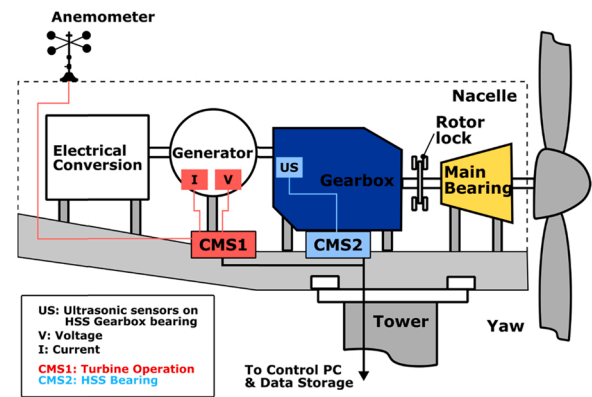 Anemometer
Nacelle
Rotor
lock
Electrical
Conversion
Generator
I
V
US
Gearbox
Main
Bearing
CMS1
CMS2
Tower
Yaw
US: Ultrasonic sensors on
HSS Gearbox bearing
V: Voltage
I: Current
CMS1: Turbine Operation
CMS2: HSS Bearing
To Control PC
& Data Storage